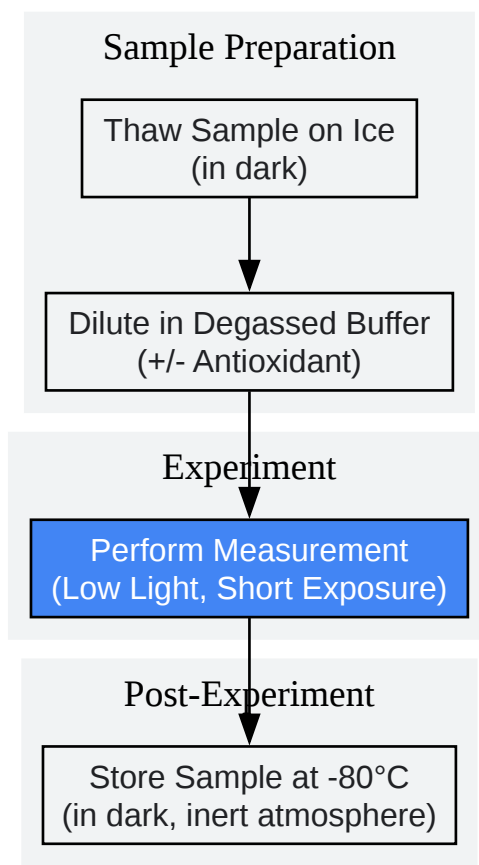 Sample Preparation
Thaw Sample on Ice
(in dark)
Dilute in Degassed Buffer
(+/- Antioxidant)
Experiment
Perform Measurement
(Low Light, Short Exposure)
Post-Experiment
Store Sample at -80°C
(in dark, inert atmosphere)